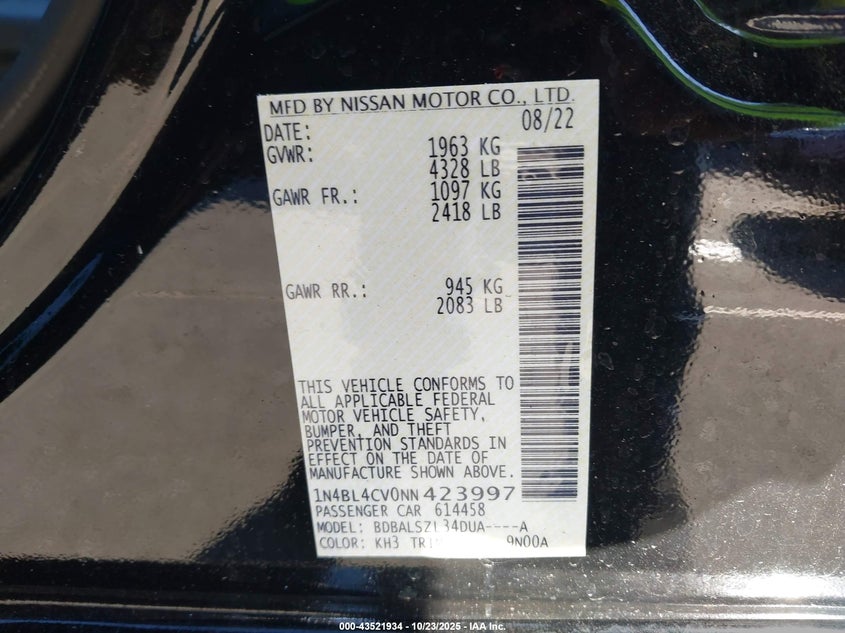 MFD BY NISSAN MOTOR CO., LTD.
DATE: 08/22
GVWR: 1963 KG
4328 LB
GAWR FR.: 1097 KG
2418 LB
GAWR RR.: 945 KG
2083 LB
THIS VEHICLE CONFORMS TO
ALL APPLICABLE FEDERAL
MOTOR VEHICLE SAFETY,
BUMPER, AND THEFT
PREVENTION STANDARDS IN
EFFECT ON THE DATE OF
MANUFACTURE SHOWN ABOVE.
1N4BL4CV0NN423997
PASSENGER CAR 614458
MODEL: BDBALSZL34DUA----A
COLOR: KH3 9N00A
000-43521934 - 10/23/2025 - IAA Inc.